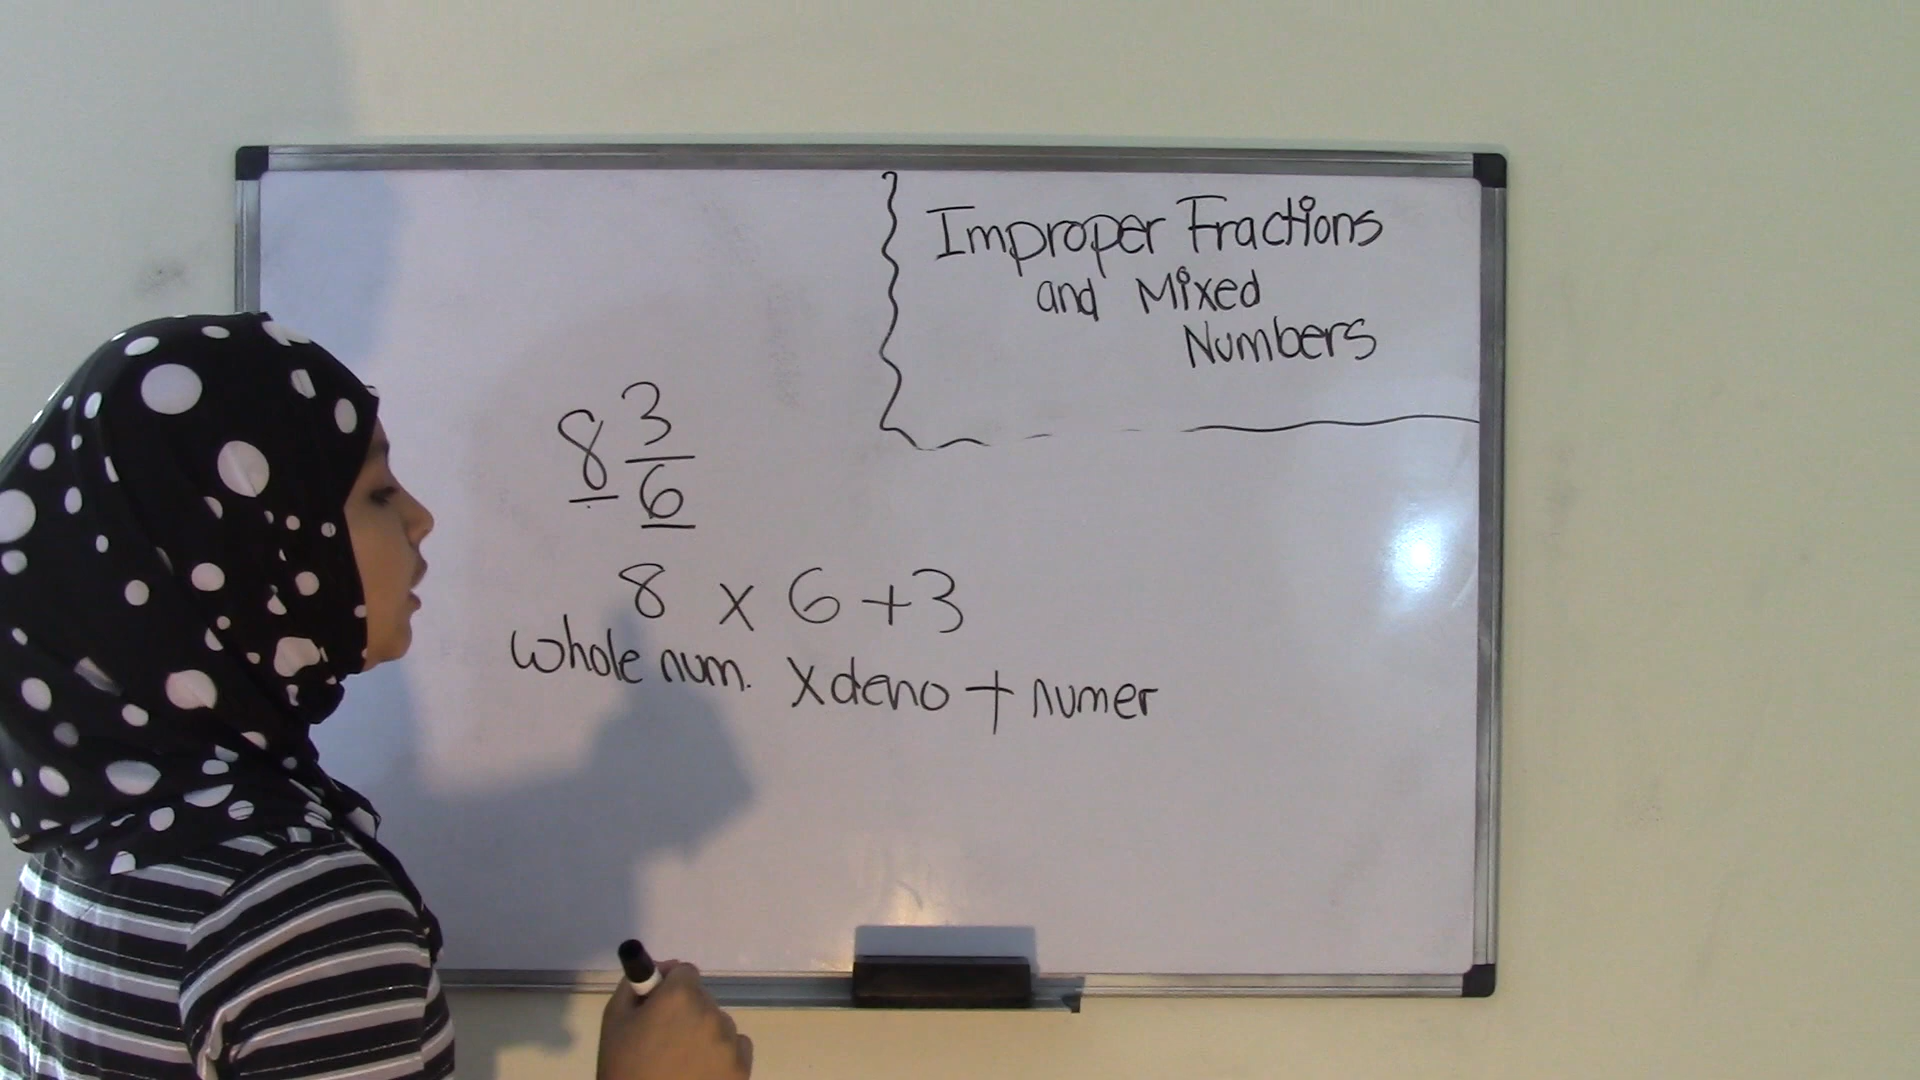 Improper Fractions
and Mixed
Numbers
8 3/6
8 x 6 + 3
whole num. x deno + numer